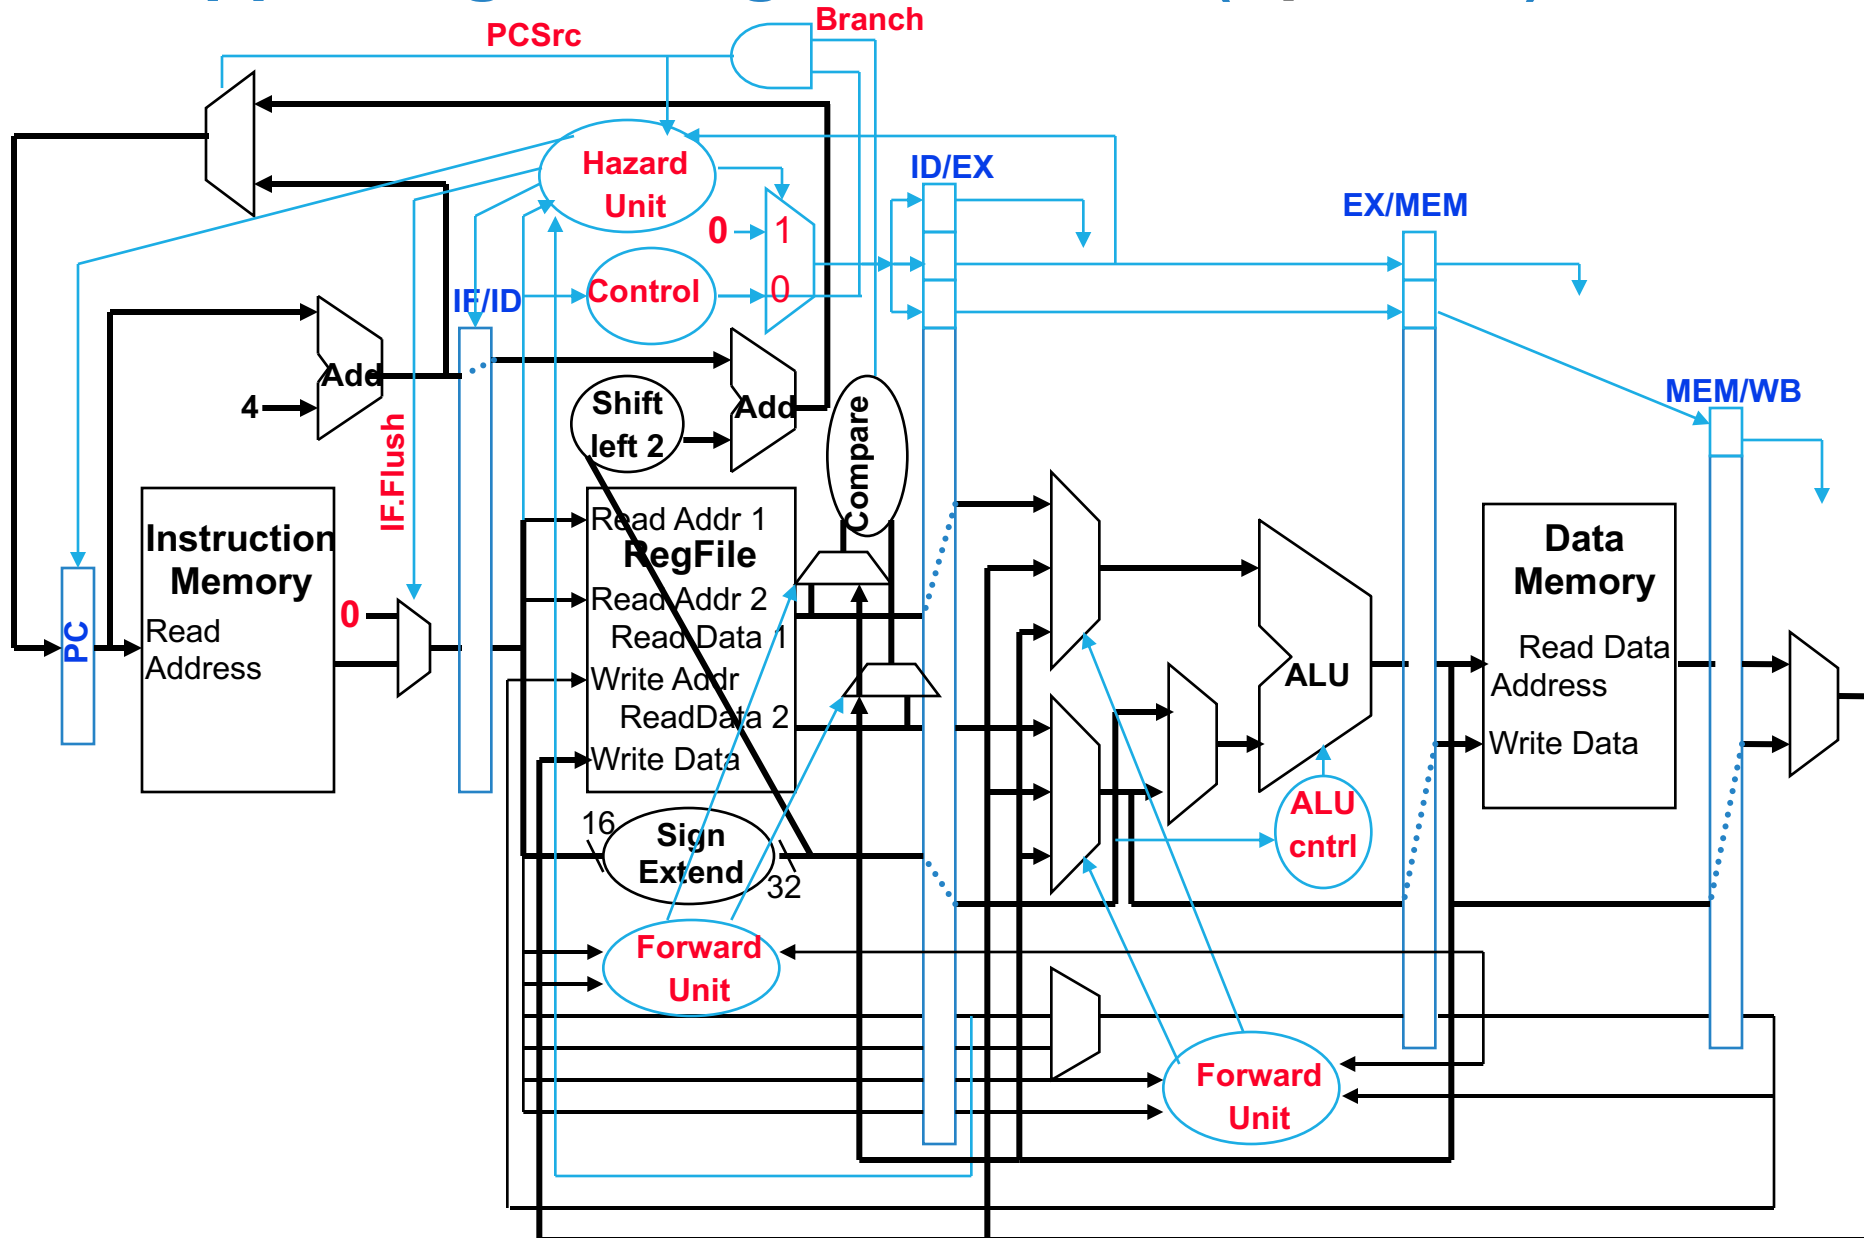 PCSrc
Branch
Hazard
Unit
0
1
0
Control
ID/EX
EX/MEM
IF/ID
MEM/WB
Add
4
IF.Flush
Shift
left 2
Add
Compare
Instruction
Memory
Read
Address
PC
0
Read Addr 1
RegFile
Read Addr 2
Read Data 1
Write Addr
ReadData 2
Write Data
16
Sign
Extend
32
ALU
ALU
cntrl
Data
Memory
Read Data
Address
Write Data
Forward
Unit
Forward
Unit